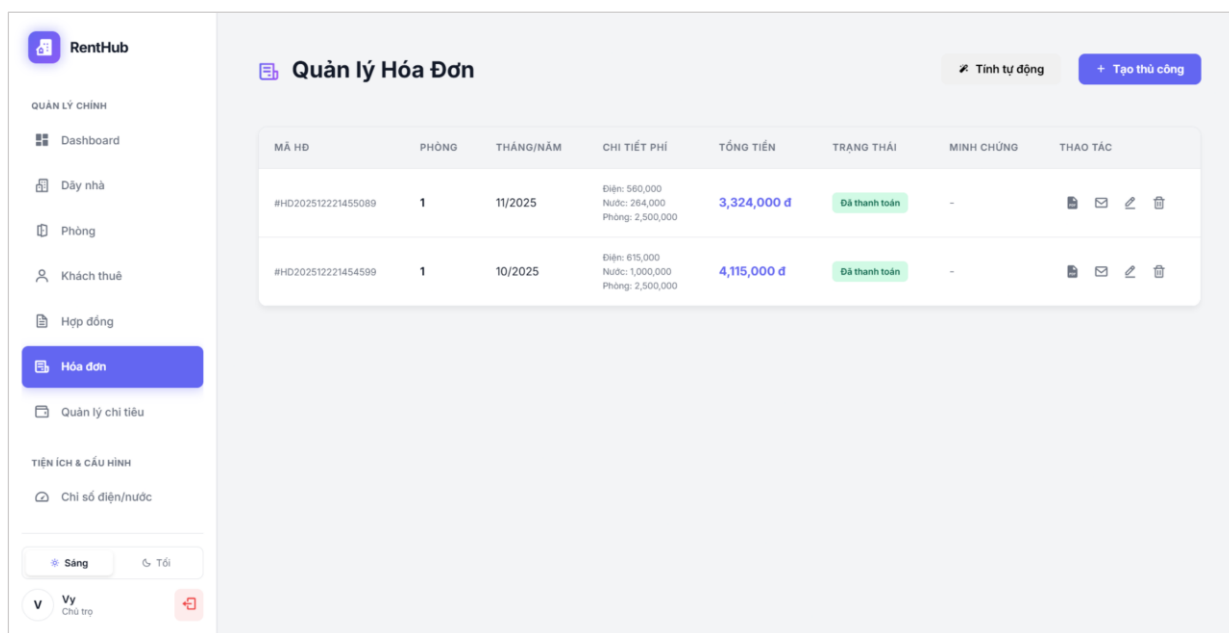 RentHub
QUẢN LÝ CHÍNH
Dashboard
Dãy nhà
Phòng
Khách thuê
Hợp đồng
Hóa đơn
Quản lý chi tiêu
TIỆN ÍCH & CẤU HÌNH
Chỉ số điện/nước
Sáng Tối
V Vy
Chủ trọ
Quản lý Hóa Đơn
Tính tự động + Tạo thủ công
MÃ HĐ PHÒNG THÁNG/NĂM CHI TIẾT PHÍ TỔNG TIỀN TRẠNG THÁI MINH CHỨNG THAO TÁC
Điện: 560,000
#HD202512221455089 1 11/2025 Nước: 264,000 3,324,000 đ Đã thanh toán -
Phòng: 2,500,000
Điện: 615,000
#HD202512221454599 1 10/2025 Nước: 1,000,000 4,115,000 đ Đã thanh toán -
Phòng: 2,500,000